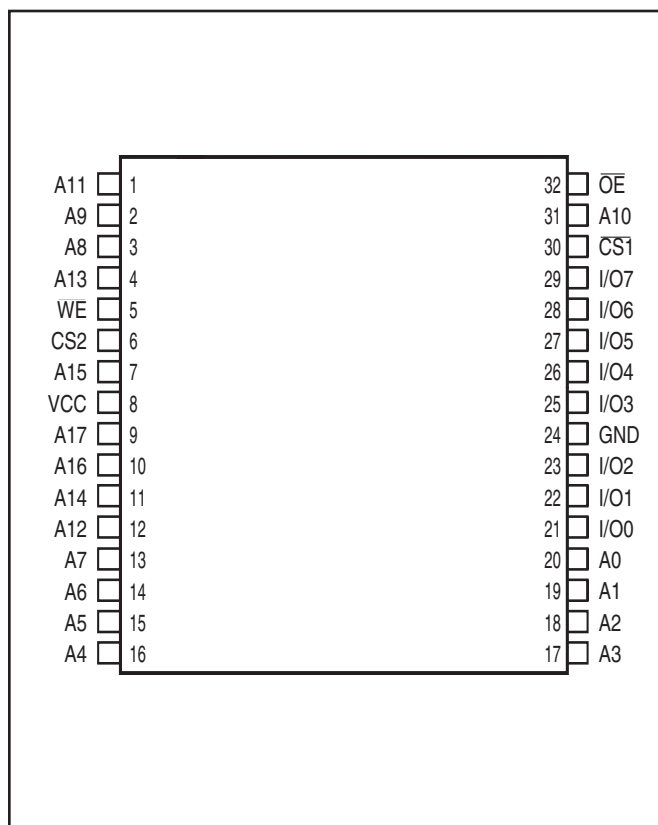 A11 1 32 O̅E̅
A9 2 31 A10
A8 3 30 C̅S̅1̅
A13 4 29 I/O7
W̅E̅ 5 28 I/O6
CS2 6 27 I/O5
A15 7 26 I/O4
VCC 8 25 I/O3
A17 9 24 GND
A16 10 23 I/O2
A14 11 22 I/O1
A12 12 21 I/O0
A7 13 20 A0
A6 14 19 A1
A5 15 18 A2
A4 16 17 A3